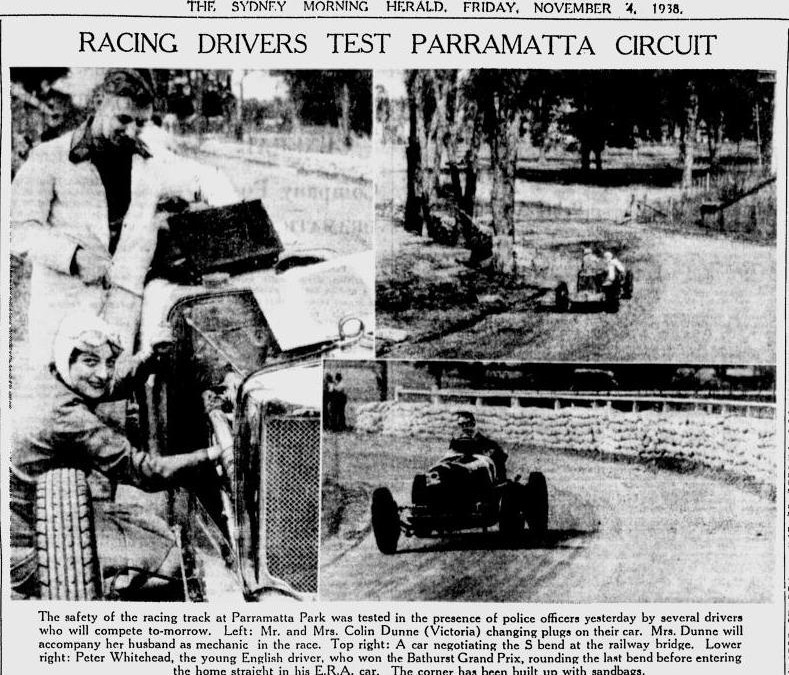 THE SYDNEY MORNING HERALD, FRIDAY, NOVEMBER 4, 1938.
RACING DRIVERS TEST PARRAMATTA CIRCUIT
The safety of the racing track at Parramatta Park was tested in the presence of police officers yesterday by several drivers
who will compete to-morrow. Left: Mr. and Mrs. Colin Dunne (Victoria) changing plugs on their car. Mrs. Dunne will
accompany her husband as mechanic in the race. Top right: A car negotiating the S bend at the railway bridge. Lower
right: Peter Whitehead, the young English driver, who won the Bathurst Grand Prix, rounding the last bend before entering
the home straight in his E.R.A. car. The corner has been built up with sandbags.